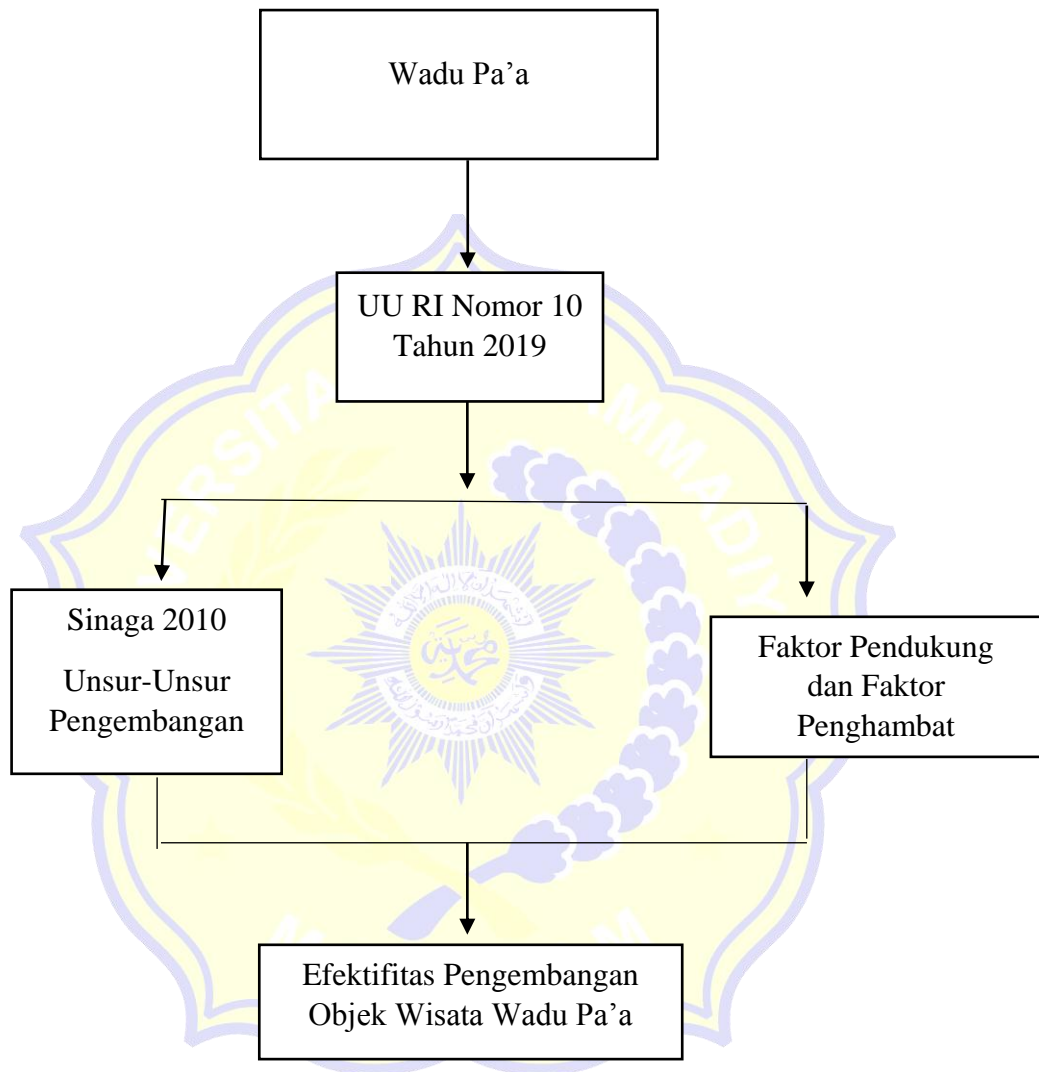 Wadu Pa’a
UU RI Nomor 10
Tahun 2019
Sinaga 2010
Unsur-Unsur
Pengembangan
Faktor Pendukung
dan Faktor
Penghambat
Efektifitas Pengembangan
Objek Wisata Wadu Pa’a